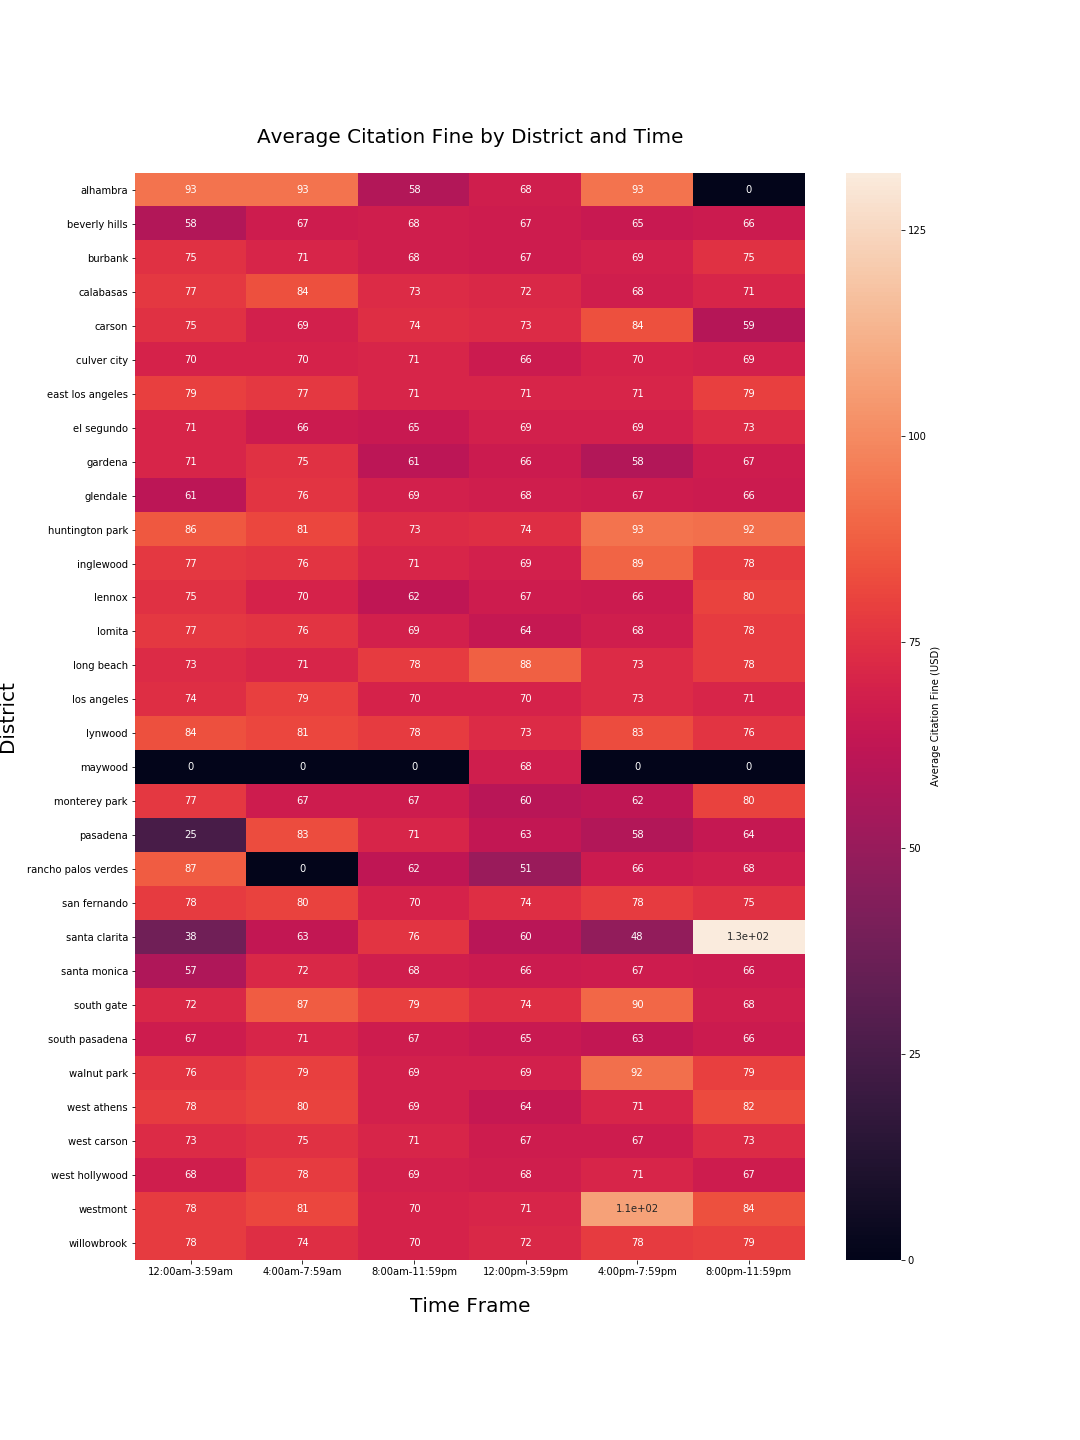 Average Citation Fine by District and Time
alhambra 93 93 58 68 93 0
beverly hills 58 67 68 67 65 66
burbank 75 71 68 67 69 75
calabasas 77 84 73 72 68 71
carson 75 69 74 73 84 59
culver city 70 70 71 66 70 69
east los angeles 79 77 71 71 71 79
el segundo 71 66 65 69 69 73
gardena 71 75 61 66 58 67
glendale 61 76 69 68 67 66
huntington park 86 81 73 74 93 92
inglewood 77 76 71 69 89 78
lennox 75 70 62 67 66 80
lomita 77 76 69 64 68 78
long beach 73 71 78 88 73 78
los angeles 74 79 70 70 73 71
lynwood 84 81 78 73 83 76
maywood 0 0 0 68 0 0
monterey park 77 67 67 60 62 80
pasadena 25 83 71 63 58 64
rancho palos verdes 87 0 62 51 66 68
san fernando 78 80 70 74 78 75
santa clarita 38 63 76 60 48 1.3e+02
santa monica 57 72 68 66 67 66
south gate 72 87 79 74 90 68
south pasadena 67 71 67 65 63 66
walnut park 76 79 69 69 92 79
west athens 78 80 69 64 71 82
west carson 73 75 71 67 67 73
west hollywood 68 78 69 68 71 67
westmont 78 81 70 71 1.1e+02 84
willowbrook 78 74 70 72 78 79
12:00am-3:59am 4:00am-7:59am 8:00am-11:59pm 12:00pm-3:59pm 4:00pm-7:59pm 8:00pm-11:59pm
Time Frame
District
125
100
75
50
25
0
Average Citation Fine (USD)